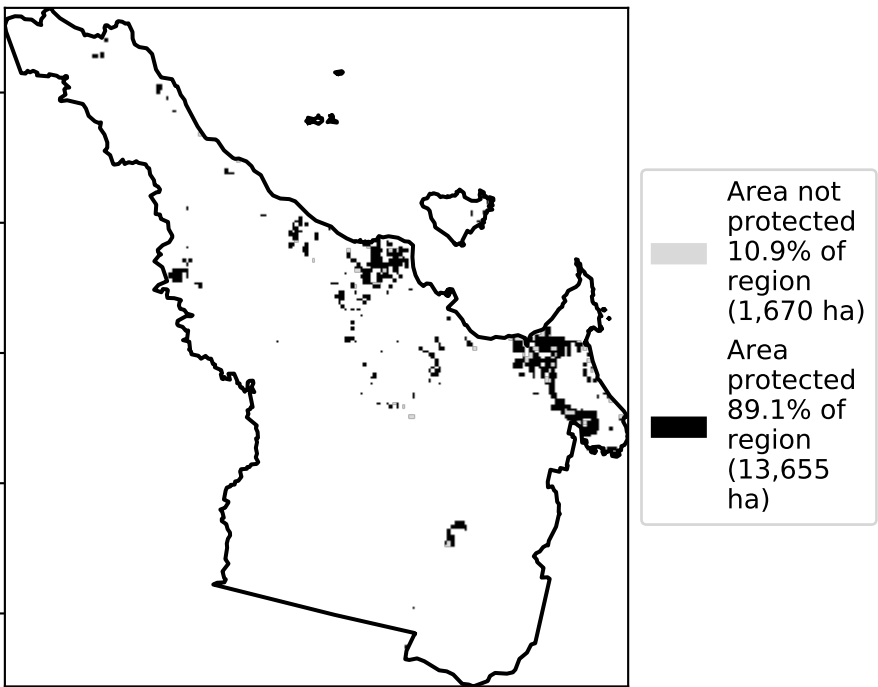 Area not
protected
10.9% of
region
(1,670 ha)
Area
protected
89.1% of
region
(13,655
ha)